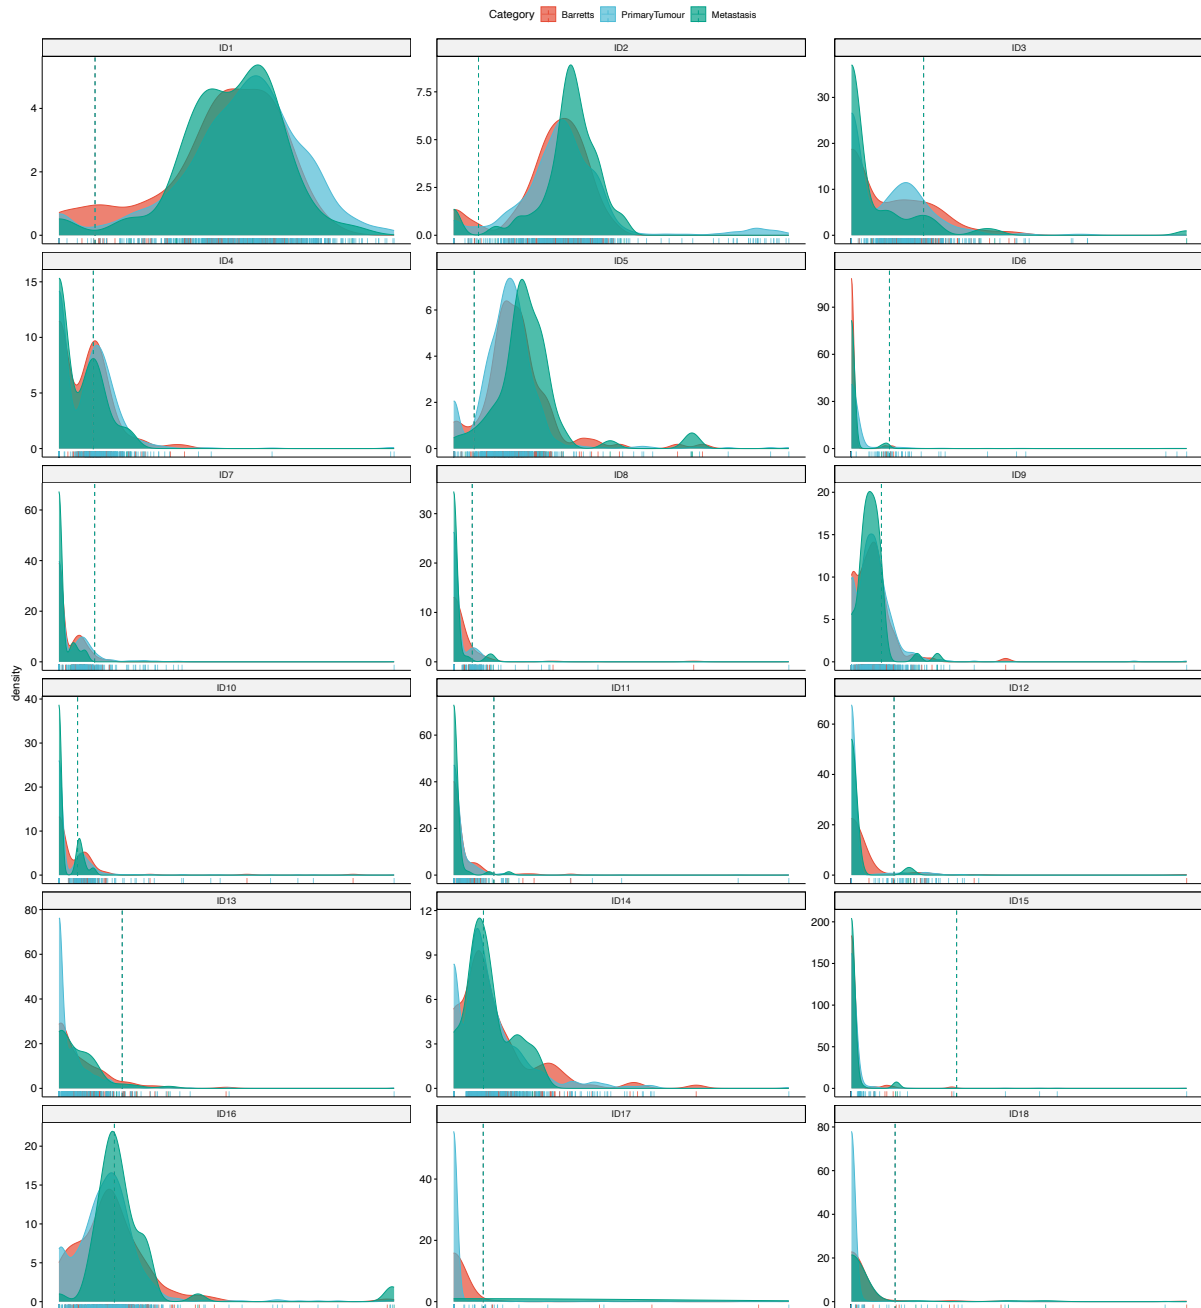 Category Barretts PrimaryTumour Metastasis
ID1 ID2 ID3
4 2 0
7.5 5.0 2.5 0.0
30 20 10 0
ID4 ID5 ID6
15 10 5 0
6 4 2 0
90 60 30 0
ID7 ID8 ID9
60 40 20 0
30 20 10 0
20 15 10 5 0
density
ID10 ID11 ID12
40 30 20 10 0
60 40 20 0
60 40 20 0
ID13 ID14 ID15
80 60 40 20 0
12 9 6 3 0
200 150 100 50 0
ID16 ID17 ID18
20 15 10 5 0
40 20 0
80 60 40 20 0